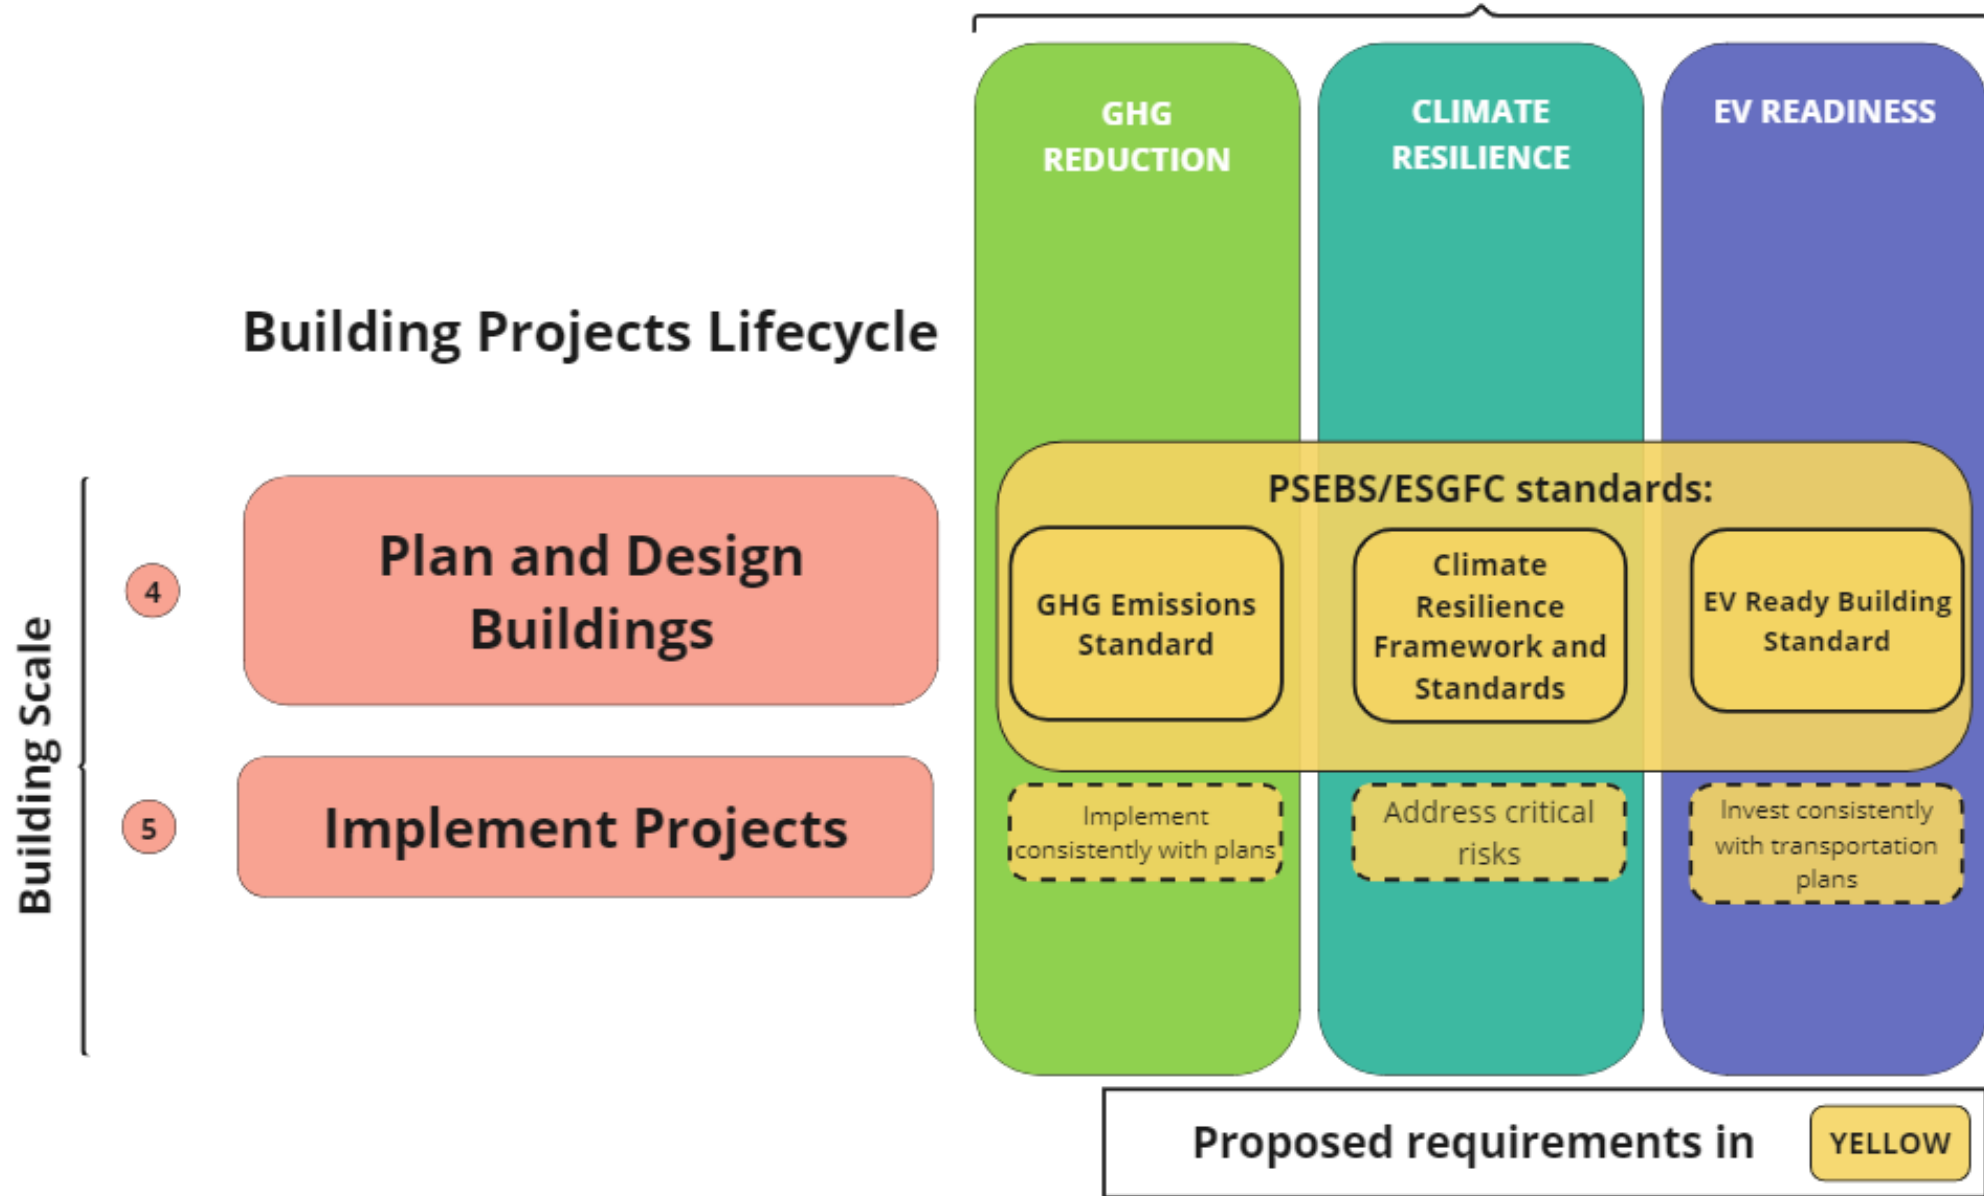 GHG
REDUCTION
CLIMATE
RESILIENCE
EV READINESS
Building Projects Lifecycle
Building Scale
4
Plan and Design
Buildings
PSEBS/ESGFC standards:
GHG Emissions
Standard
Climate
Resilience
Framework and
Standards
EV Ready Building
Standard
5
Implement Projects
Implement
consistently with plans
Address critical
risks
Invest consistently
with transportation
plans
Proposed requirements in
YELLOW